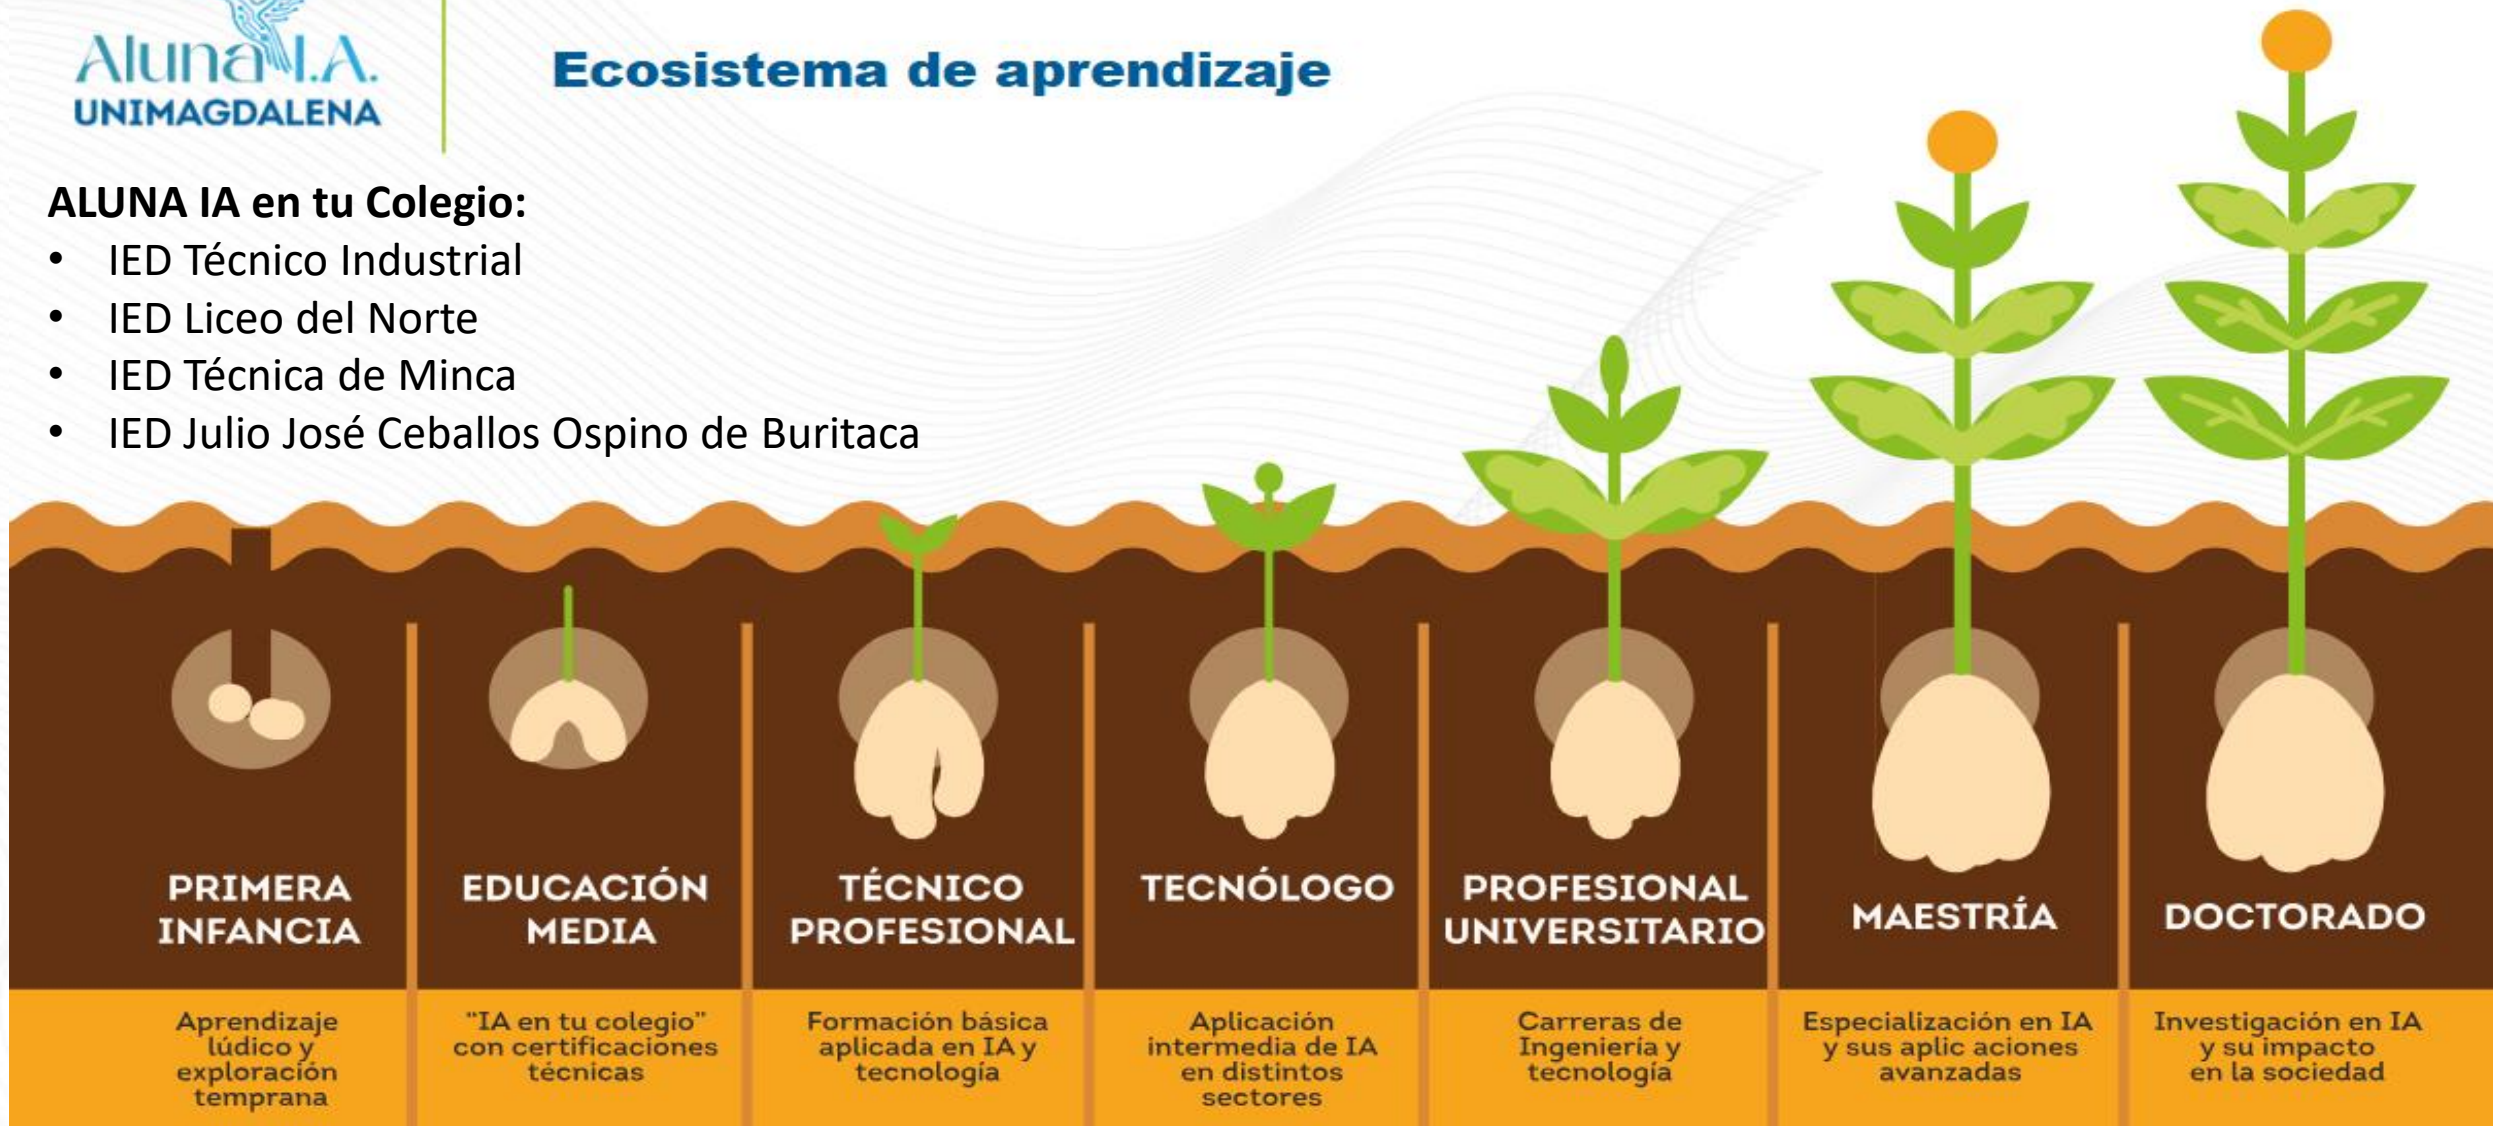 Aluna I.A.
UNIMAGDALENA
Ecosistema de aprendizaje
ALUNA IA en tu Colegio:
• IED Técnico Industrial
• IED Liceo del Norte
• IED Técnica de Minca
• IED Julio José Ceballos Ospino de Buritaca
PRIMERA
INFANCIA
Aprendizaje
lúdico y
exploración
temprana
EDUCACIÓN
MEDIA
"IA en tu colegio"
con certificaciones
técnicas
TÉCNICO
PROFESIONAL
Formación básica
aplicada en IA y
tecnología
TECNÓLOGO
Aplicación
intermedia de IA
en distintos
sectores
PROFESIONAL
UNIVERSITARIO
Carreras de
Ingeniería y
tecnología
MAESTRÍA
Especialización en IA
y sus aplic aciones
avanzadas
DOCTORADO
Investigación en IA
y su impacto
en la sociedad